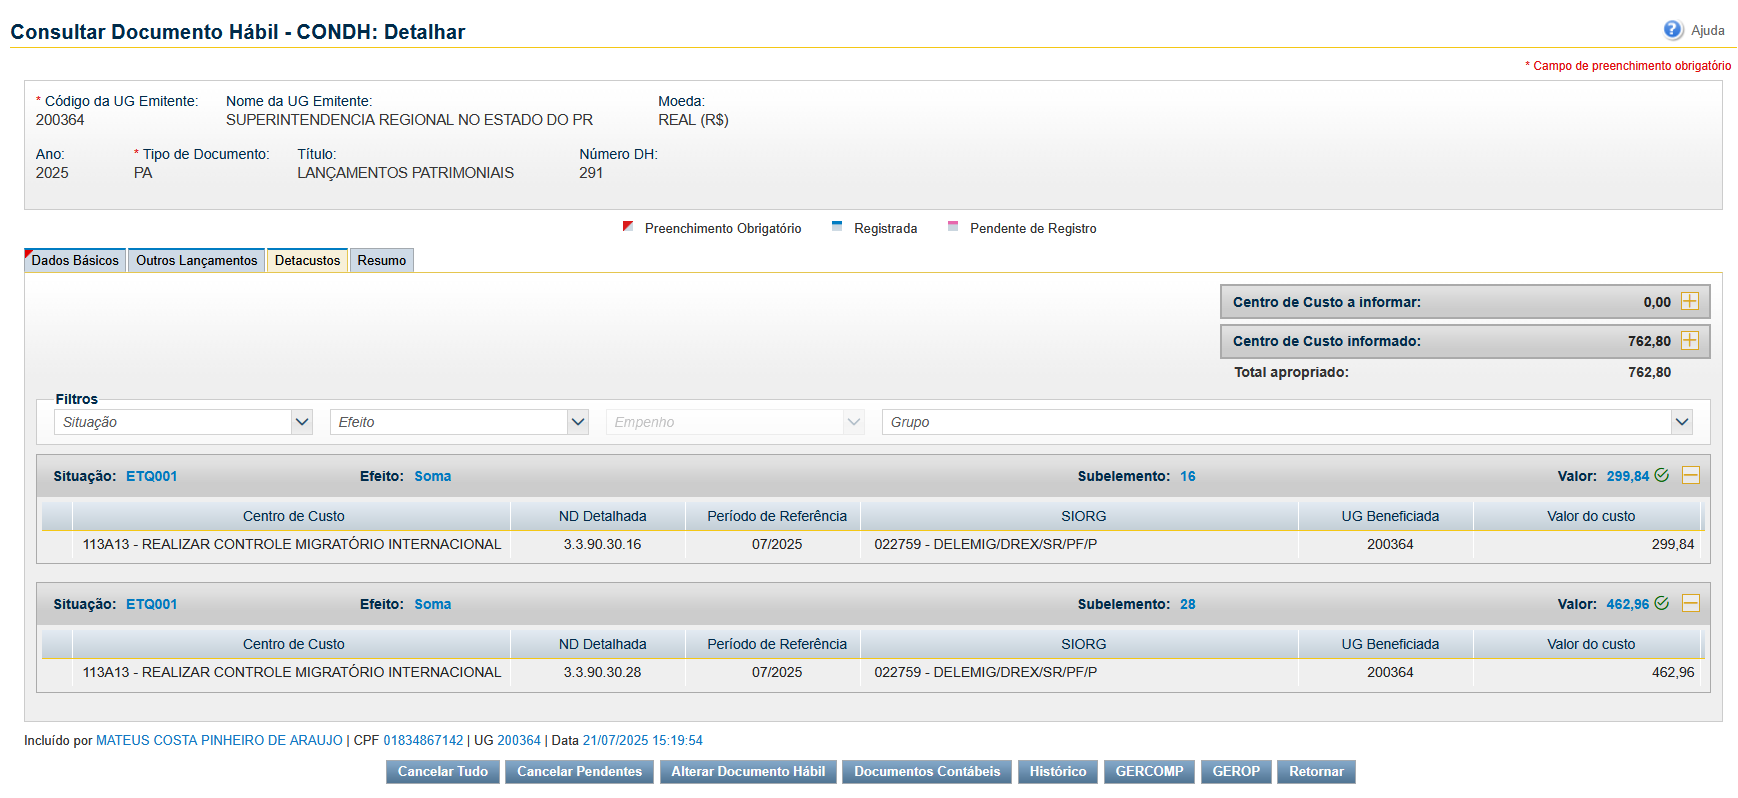 Consultar Documento Hábil - CONDH: Detalhar
Ajuda
* Campo de preenchimento obrigatório
* Código da UG Emitente: Nome da UG Emitente: Moeda:
200364 SUPERINTENDENCIA REGIONAL NO ESTADO DO PR REAL (R$)
Ano: * Tipo de Documento: Título: Número DH:
2025 PA LANÇAMENTOS PATRIMONIAIS 291
Preenchimento Obrigatório Registrada Pendente de Registro
Dados Básicos Outros Lançamentos Detacustos Resumo
Centro de Custo a informar: 0,00
Centro de Custo informado: 762,80
Total apropriado: 762,80
Filtros
Situação Efeito Empenho Grupo
Situação: ETQ001 Efeito: Soma Subelemento: 16 Valor: 299,84
Centro de Custo ND Detalhada Período de Referência SIORG UG Beneficiada Valor do custo
113A13 - REALIZAR CONTROLE MIGRATÓRIO INTERNACIONAL 3.3.90.30.16 07/2025 022759 - DELEMIG/DREX/SR/PF/P 200364 299,84
Situação: ETQ001 Efeito: Soma Subelemento: 28 Valor: 462,96
Centro de Custo ND Detalhada Período de Referência SIORG UG Beneficiada Valor do custo
113A13 - REALIZAR CONTROLE MIGRATÓRIO INTERNACIONAL 3.3.90.30.28 07/2025 022759 - DELEMIG/DREX/SR/PF/P 200364 462,96
Incluído por MATEUS COSTA PINHEIRO DE ARAUJO | CPF 01834867142 | UG 200364 | Data 21/07/2025 15:19:54
Cancelar Tudo Cancelar Pendentes Alterar Documento Hábil Documentos Contábeis Histórico GERCOMP GEROP Retornar